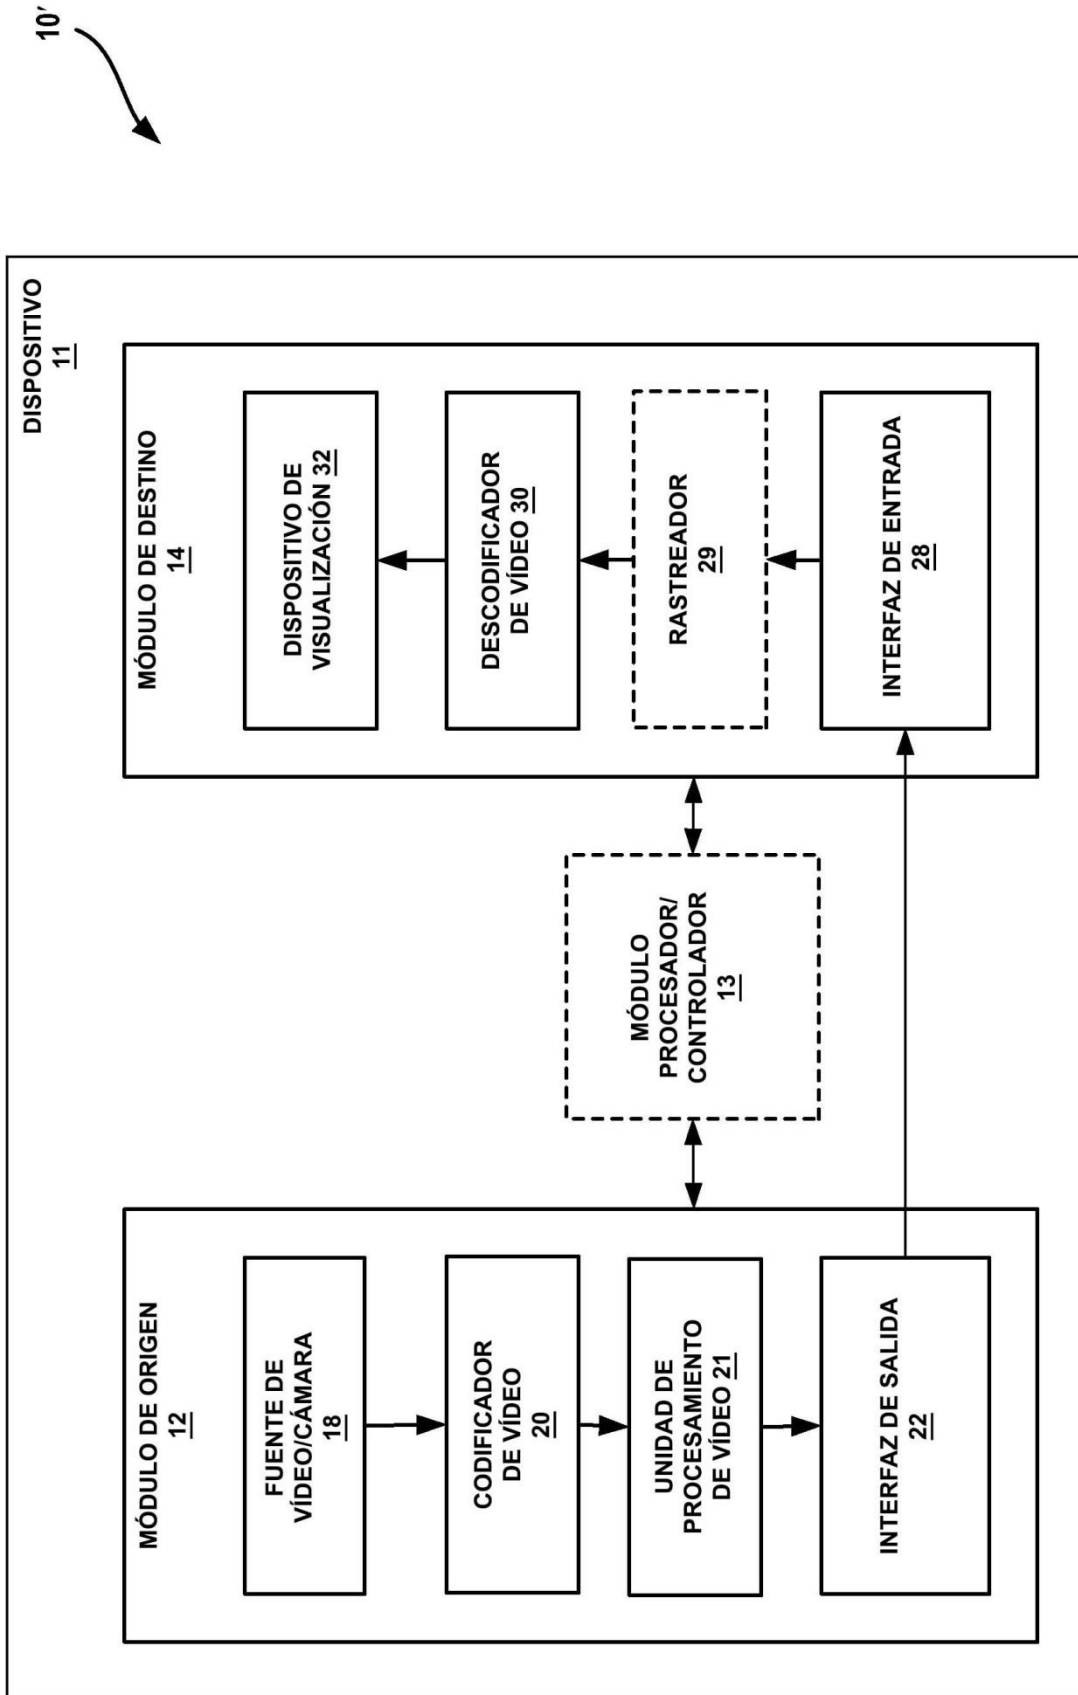 10'
DISPOSITIVO
11
MÓDULO DE ORIGEN
12
FUENTE DE
VÍDEO/CÁMARA
18
CODIFICADOR
DE VÍDEO
20
UNIDAD DE
PROCESAMIENTO
DE VÍDEO 21
INTERFAZ DE SALIDA
22
MÓDULO
PROCESADOR/
CONTROLADOR
13
MÓDULO DE DESTINO
14
DISPOSITIVO DE
VISUALIZACIÓN 32
DESCODIFICADOR
DE VÍDEO 30
RASTREADOR
29
INTERFAZ DE ENTRADA
28